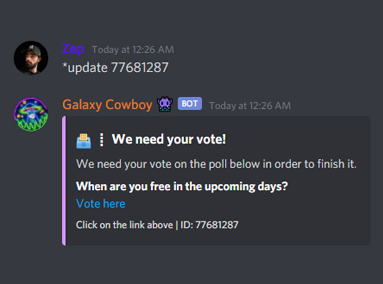 Zep Today at 12:26 AM
*update 77681287
Galaxy Cowboy BOT Today at 12:26 AM
We need your vote!
We need your vote on the poll below in order to finish it.
When are you free in the upcoming days?
Vote here
Click on the link above | ID: 77681287